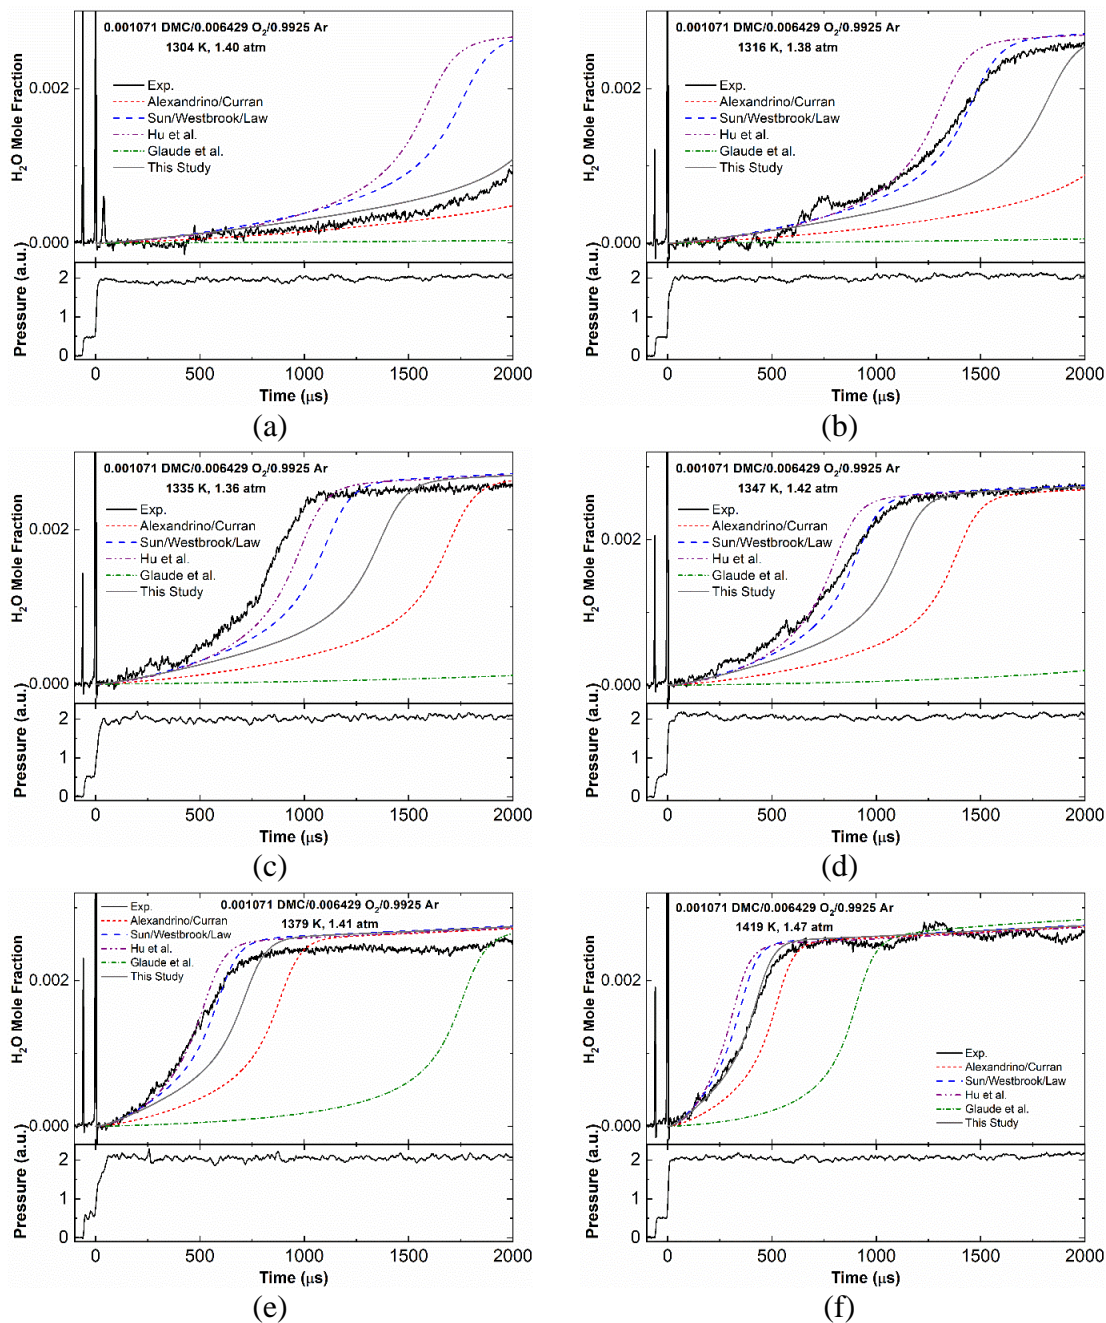 0.001071 DMC/0.006429 O2/0.9925 Ar
1304 K, 1.40 atm
Exp.
Alexandrino/Curran
Sun/Westbrook/Law
Hu et al.
Glaude et al.
This Study
H2O Mole Fraction
0.002
-0.000
Pressure (a.u.)
2
1
0
0 500 1000 1500 2000
Time (μs)
(a)
0.001071 DMC/0.006429 O2/0.9925 Ar
1316 K, 1.38 atm
Exp.
Alexandrino/Curran
Sun/Westbrook/Law
Hu et al.
Glaude et al.
This Study
H2O Mole Fraction
0.002
-0.000
Pressure (a.u.)
2
1
0
0 500 1000 1500 2000
Time (μs)
(b)
0.001071 DMC/0.006429 O2/0.9925 Ar
1335 K, 1.36 atm
Exp.
Alexandrino/Curran
Sun/Westbrook/Law
Hu et al.
Glaude et al.
This Study
H2O Mole Fraction
0.002
-0.000
Pressure (a.u.)
2
1
0
0 500 1000 1500 2000
Time (μs)
(c)
0.001071 DMC/0.006429 O2/0.9925 Ar
1347 K, 1.42 atm
Exp.
Alexandrino/Curran
Sun/Westbrook/Law
Hu et al.
Glaude et al.
This Study
H2O Mole Fraction
0.002
-0.000
Pressure (a.u.)
2
1
0
0 500 1000 1500 2000
Time (μs)
(d)
0.001071 DMC/0.006429 O2/0.9925 Ar
1379 K, 1.41 atm
Exp.
Alexandrino/Curran
Sun/Westbrook/Law
Hu et al.
Glaude et al.
This Study
H2O Mole Fraction
0.002
-0.000
Pressure (a.u.)
2
1
0
0 500 1000 1500 2000
Time (μs)
(e)
0.001071 DMC/0.006429 O2/0.9925 Ar
1419 K, 1.47 atm
H2O Mole Fraction
0.002
-0.000
Exp.
Alexandrino/Curran
Sun/Westbrook/Law
Hu et al.
Glaude et al.
This Study
Pressure (a.u.)
2
1
0
0 500 1000 1500 2000
Time (μs)
(f)